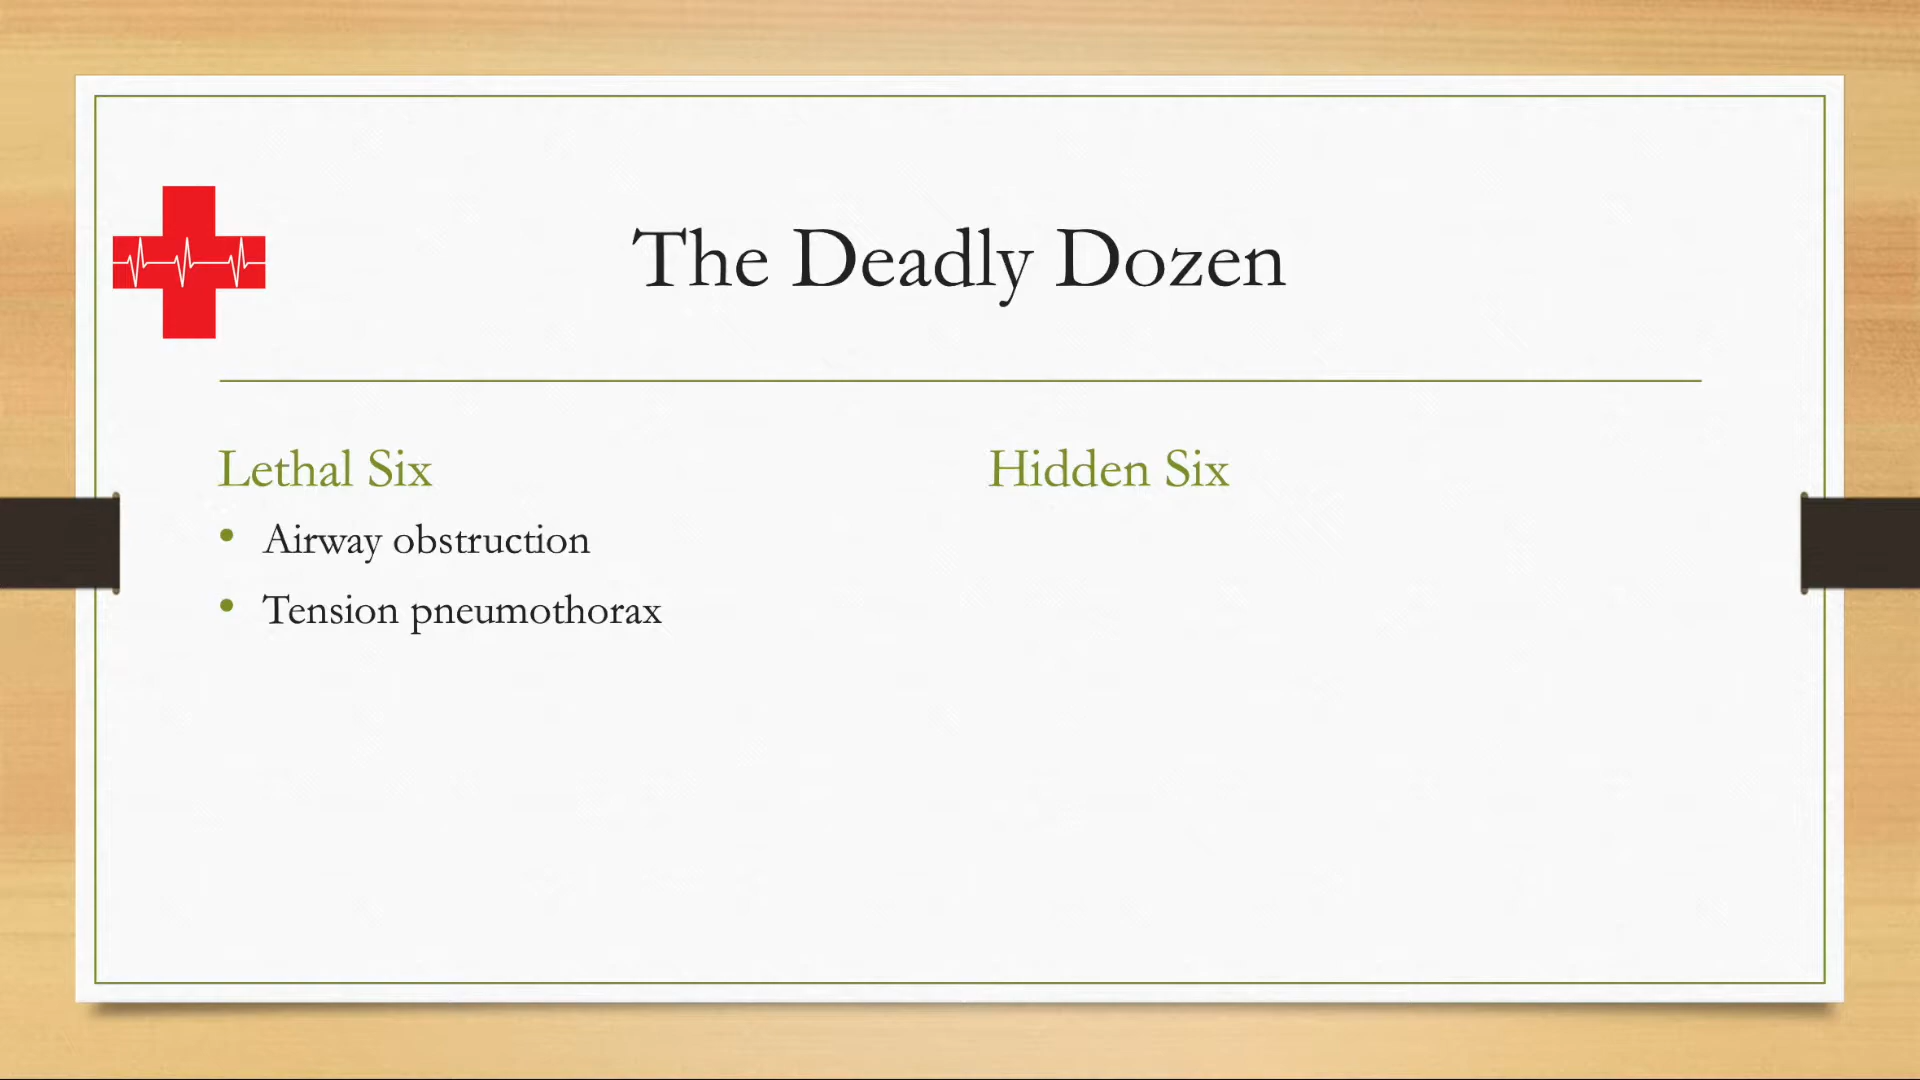 The Deadly Dozen
Lethal Six
• Airway obstruction
• Tension pneumothorax
Hidden Six